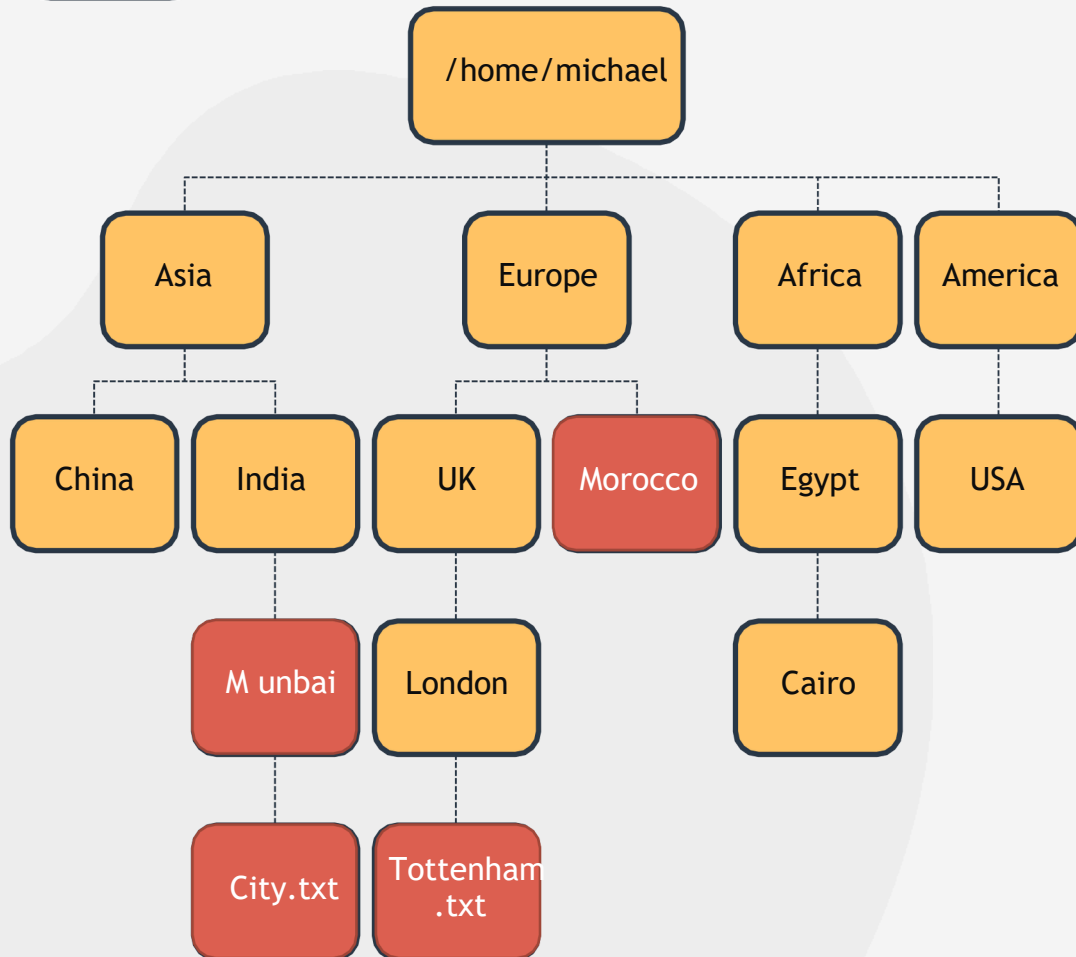 /home/michael
Asia
Europe
Africa
America
China
India
UK
Morocco
Egypt
USA
M unbai
London
Cairo
City.txt
Tottenham
.txt